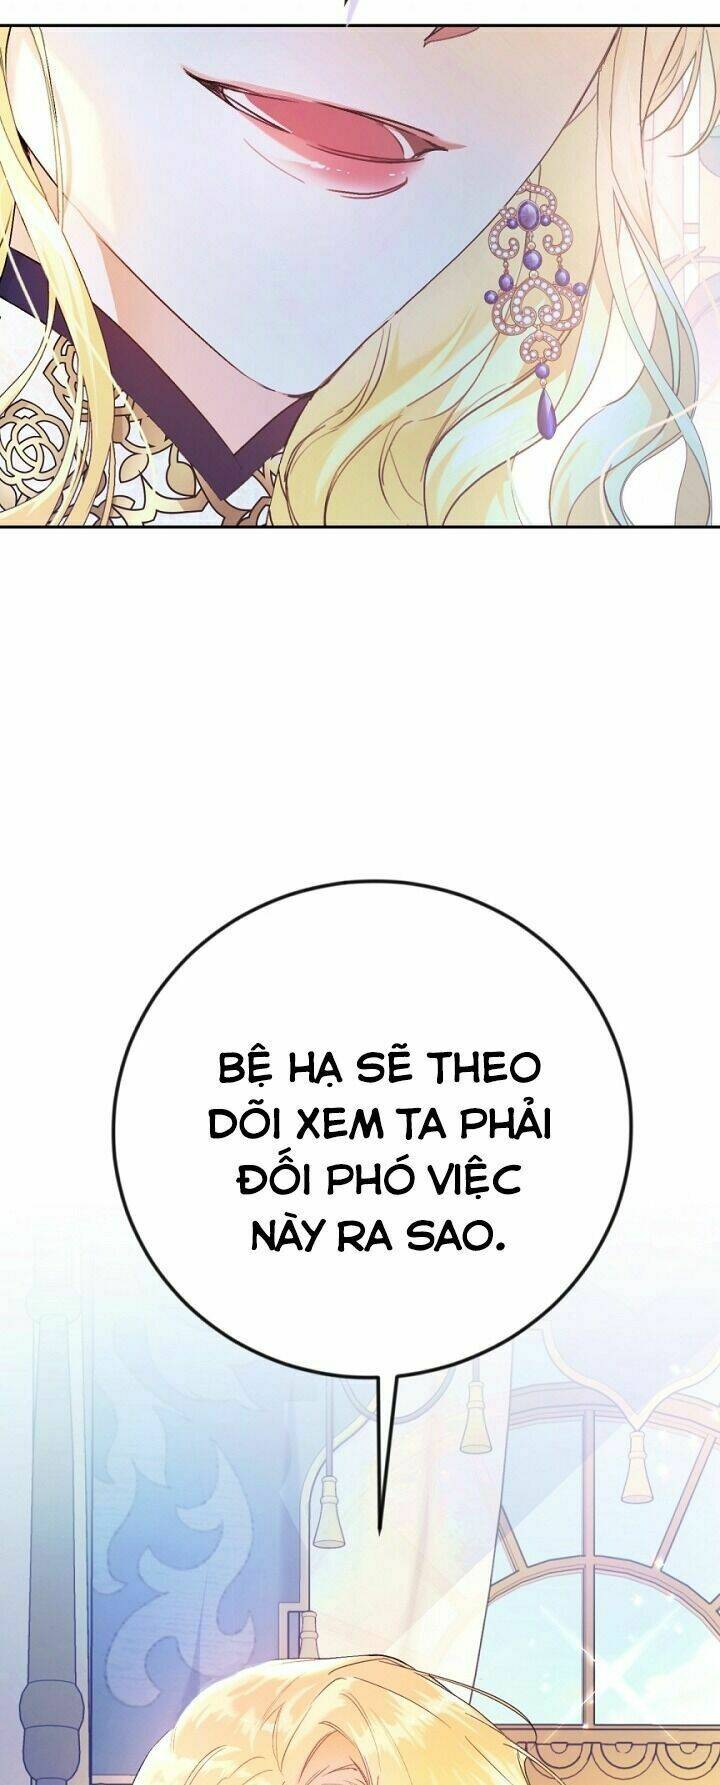 BỆ HẠ SẼ THEO
DÕI XEM TA PHẢI
ĐỐI PHÓ VIỆC
NÀY RA SAO.